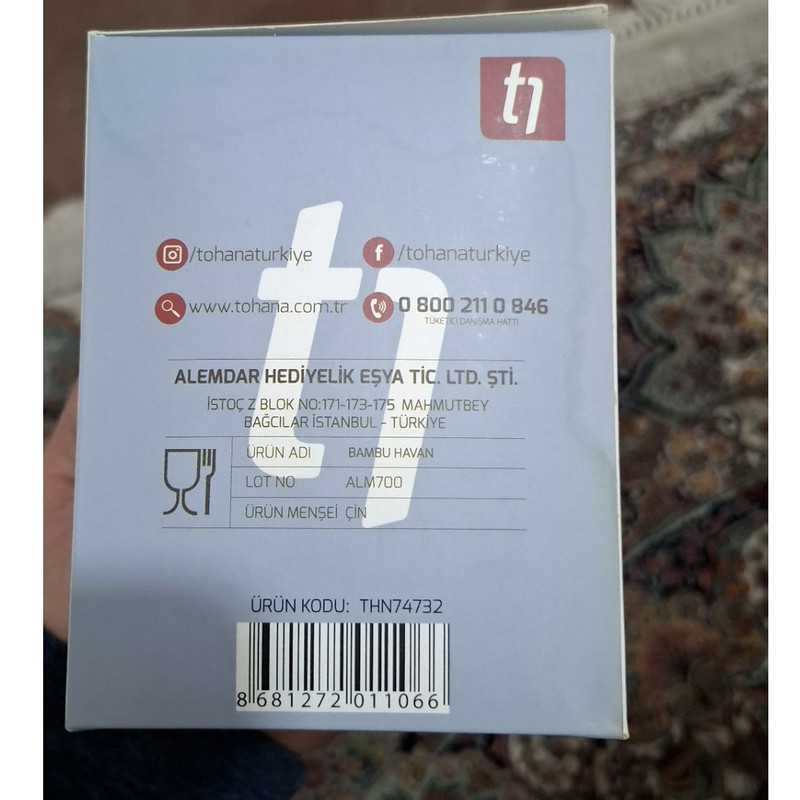 t1
/tohanaturkiye /tohanaturkiye
www.tohana.com.tr 0 800 211 0 846
TÜKETİCİ DANIŞMA HATTI
ALEMDAR HEDİYELİK EŞYA TİC. LTD. ŞTİ.
İSTOÇ Z BLOK NO:171-173-175 MAHMUTBEY
BAĞCILAR İSTANBUL - TÜRKİYE
ÜRÜN ADI BAMBU HAVAN
LOT NO ALM700
ÜRÜN MENŞEİ ÇİN
ÜRÜN KODU: THN74732
8 681272 011066